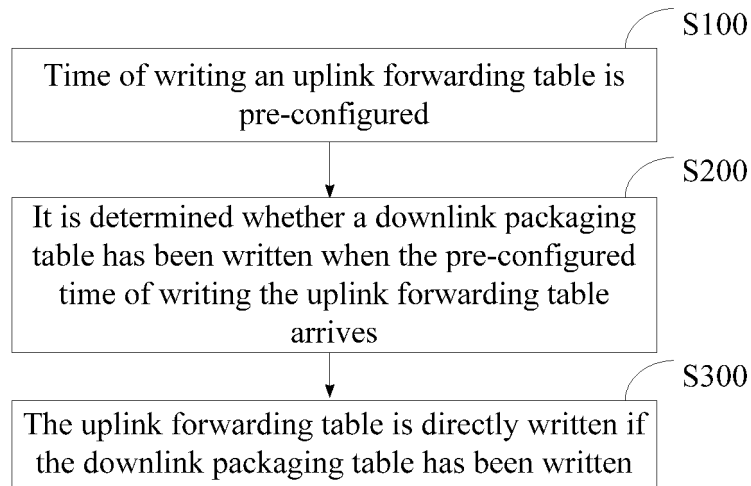 S100
Time of writing an uplink forwarding table is
pre-configured
S200
It is determined whether a downlink packaging
table has been written when the pre-configured
time of writing the uplink forwarding table
arrives
S300
The uplink forwarding table is directly written if
the downlink packaging table has been written